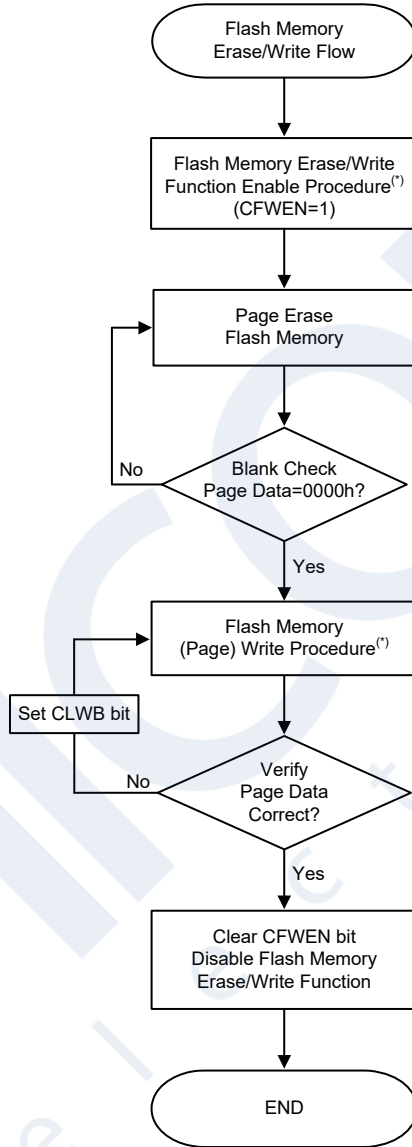 Flash Memory
Erase/Write Flow
Flash Memory Erase/Write
Function Enable Procedure(*)
(CFWEN=1)
Page Erase
Flash Memory
No
Blank Check
Page Data=0000h?
Yes
Flash Memory
(Page) Write Procedure(*)
Set CLWB bit
No
Verify
Page Data
Correct?
Yes
Clear CFWEN bit
Disable Flash Memory
Erase/Write Function
END